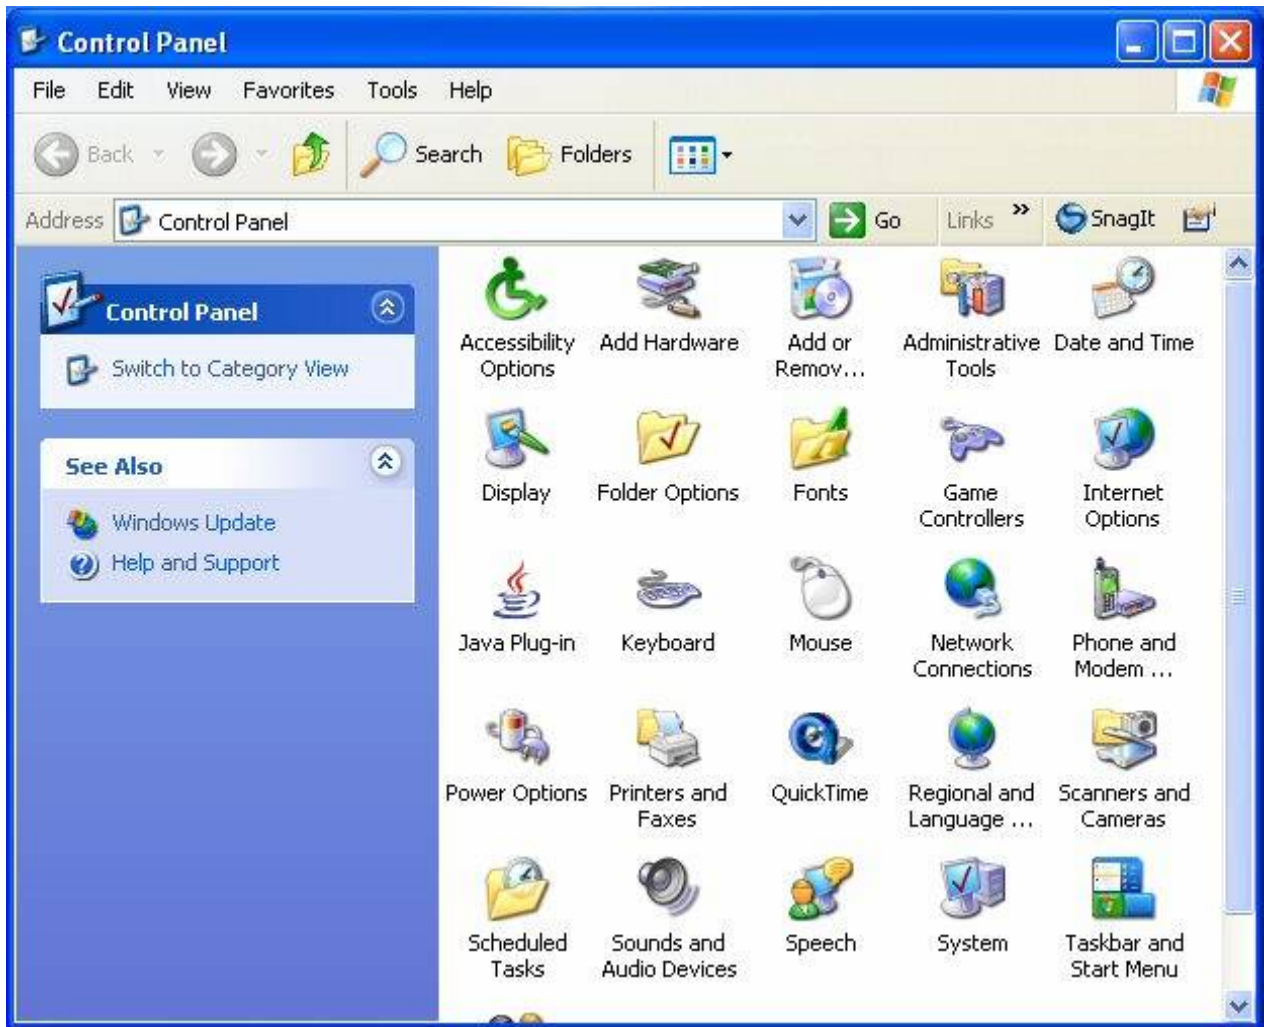 Control Panel
File Edit View Favorites Tools Help
Back Search Folders
Address Control Panel Go Links » SnagIt
Control Panel
Switch to Category View
See Also
Windows Update
Help and Support
Accessibility Options
Add Hardware
Add or Remov...
Administrative Tools
Date and Time
Display
Folder Options
Fonts
Game Controllers
Internet Options
Java Plug-in
Keyboard
Mouse
Network Connections
Phone and Modem ...
Power Options
Printers and Faxes
QuickTime
Regional and Language ...
Scanners and Cameras
Scheduled Tasks
Sounds and Audio Devices
Speech
System
Taskbar and Start Menu